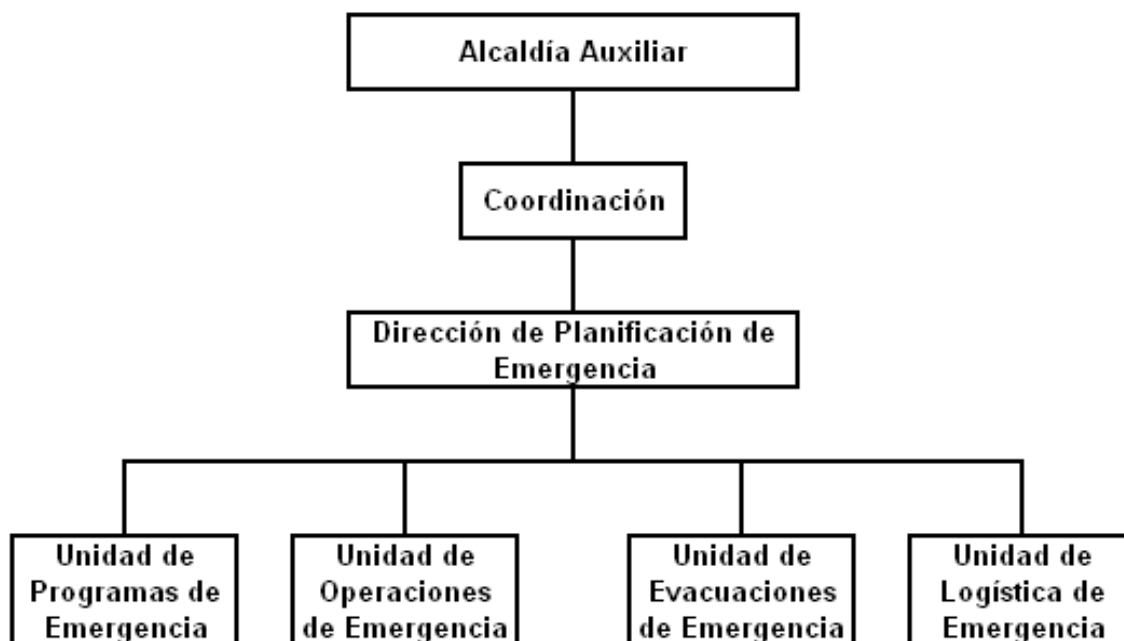 Alcaldía Auxiliar
Coordinación
Dirección de Planificación de
Emergencia
Unidad de
Programas de
Emergencia
Unidad de
Operaciones
de Emergencia
Unidad de
Evacuaciones
de Emergencia
Unidad de
Logística de
Emergencia